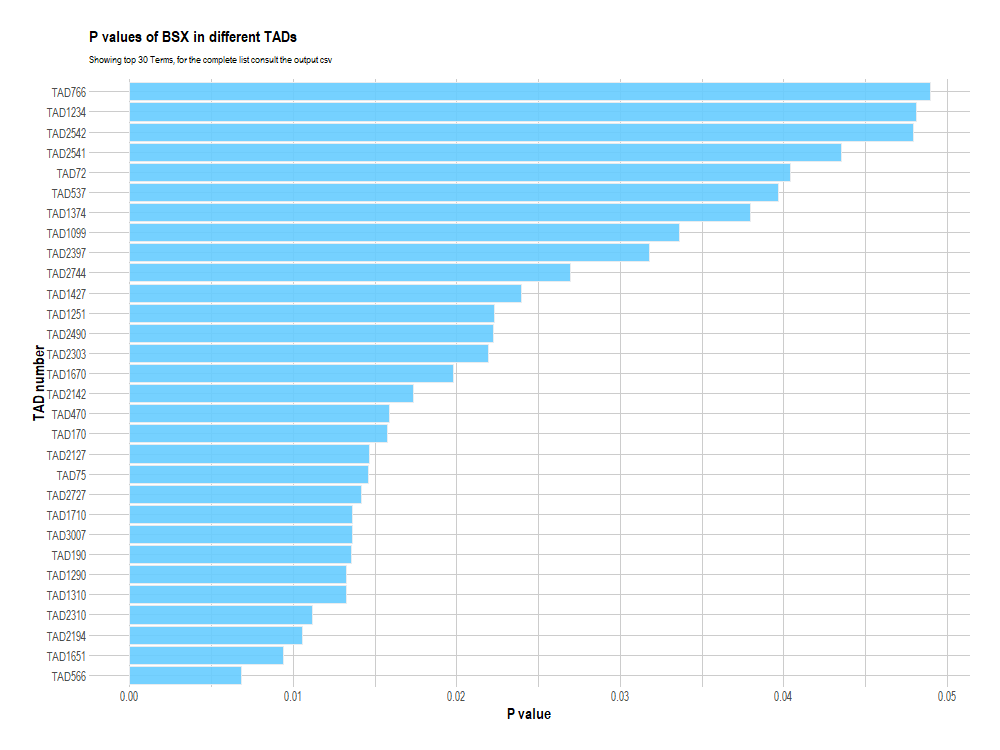 P values of BSX in different TADs
Showing top 30 Terms, for the complete list consult the output csv
TAD number
TAD766
TAD1234
TAD2542
TAD2541
TAD72
TAD537
TAD1374
TAD1099
TAD2397
TAD2744
TAD1427
TAD1251
TAD2490
TAD2303
TAD1670
TAD2142
TAD470
TAD170
TAD2127
TAD75
TAD2727
TAD1710
TAD3007
TAD190
TAD1290
TAD1310
TAD2310
TAD2194
TAD1651
TAD566
0.00 0.01 0.02 0.03 0.04 0.05
P value